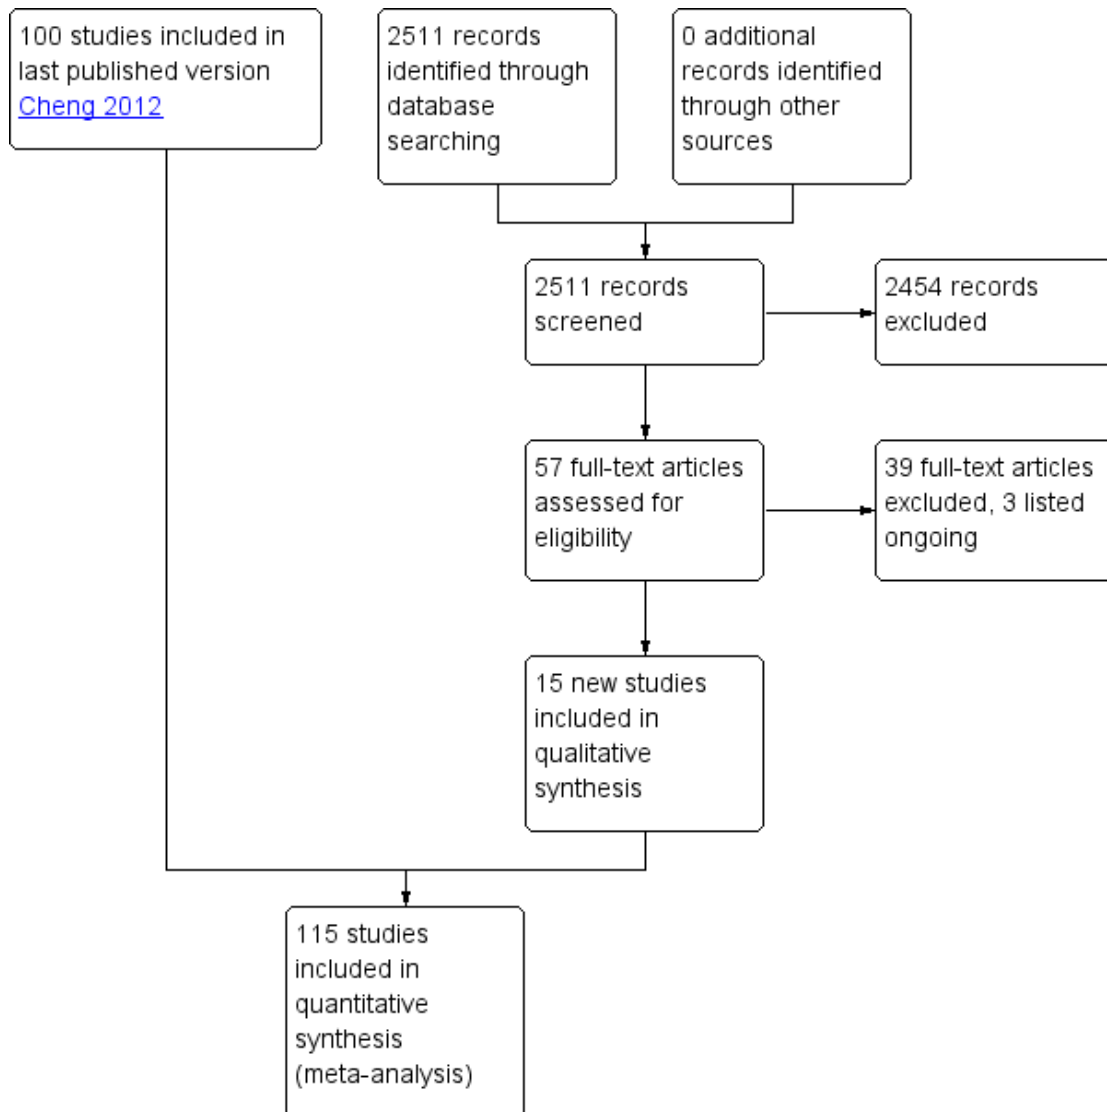 100 studies included in
last published version
Cheng 2012
2511 records
identified through
database
searching
0 additional
records identified
through other
sources
2511 records
screened
2454 records
excluded
57 full-text articles
assessed for
eligibility
39 full-text articles
excluded, 3 listed
ongoing
15 new studies
included in
qualitative
synthesis
115 studies
included in
quantitative
synthesis
(meta-analysis)